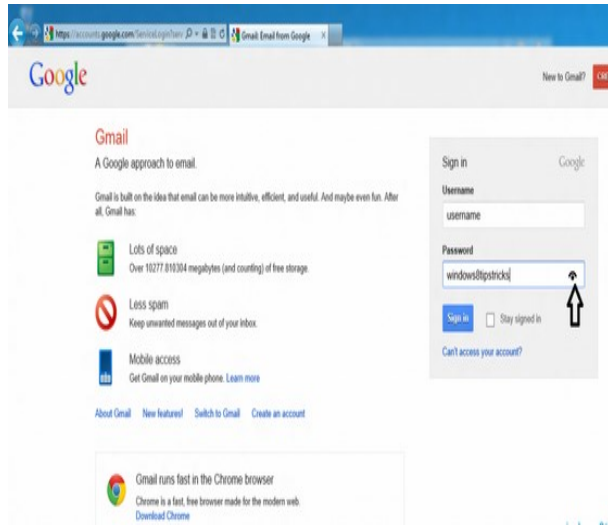 https://accounts.google.com/ServiceLogin?serv
Gmail: Email from Google
Google
New to Gmail?
Gmail
A Google approach to email.
Gmail is built on the idea that email can be more intuitive, efficient, and useful. And maybe even fun. After
all, Gmail has:
Lots of space
Over 10277.810304 megabytes (and counting) of free storage.
Less spam
Keep unwanted messages out of your inbox.
Mobile access
Get Gmail on your mobile phone. Learn more
About Gmail New features! Switch to Gmail Create an account
Gmail runs fast in the Chrome browser
Chrome is a fast, free browser made for the modern web.
Download Chrome
Sign in Google
Username
username
Password
windows8tipstricks
Sign in Stay signed in
Can't access your account?